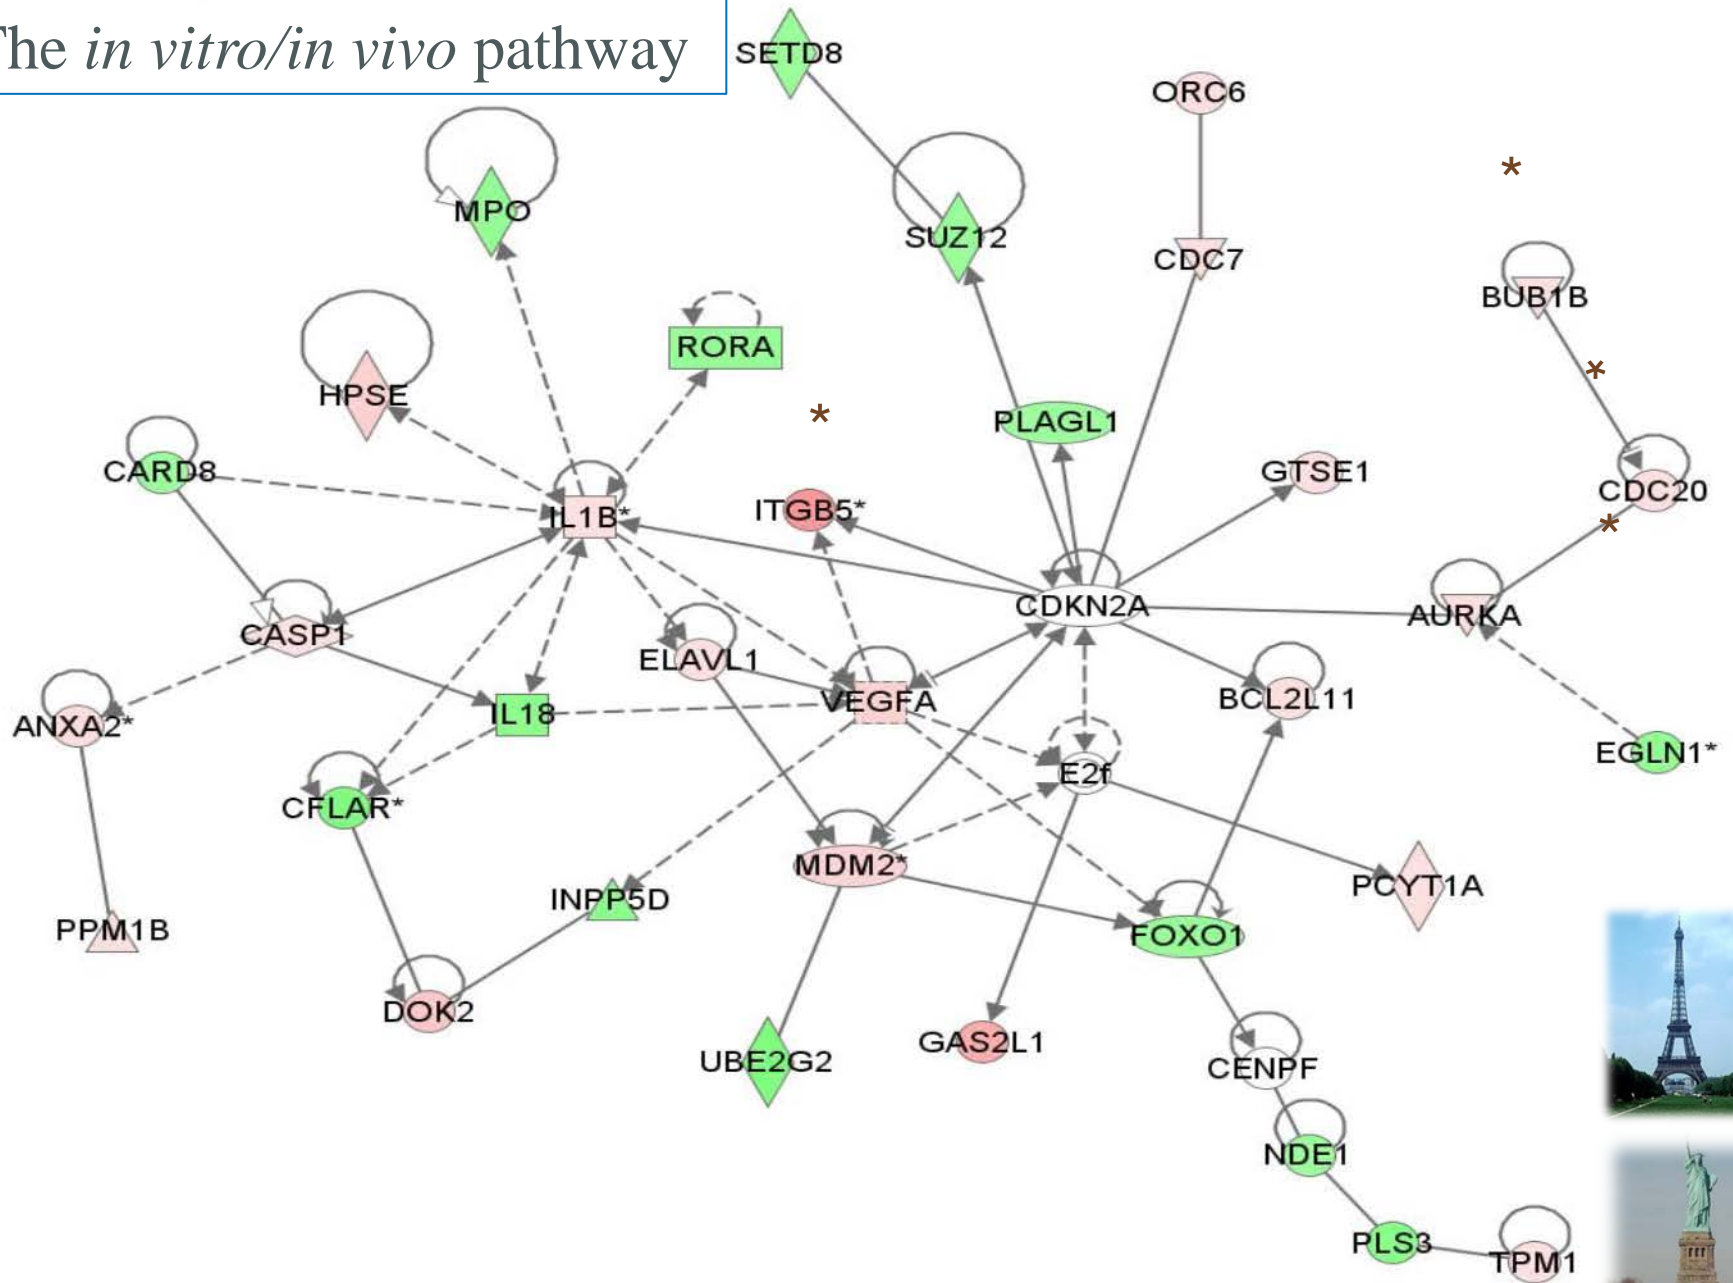 The in vitro/in vivo pathway
SETD8
ORC6
*
MPO
SUZ12
CDC7
BUB1B
RORA
*
HPSE
*
PLAGL1
CARD8
GTSE1
CDC20
IL1B*
ITGB5*
*
CDKN2A
AURKA
CASP1
ELAVL1
VEGFA
BCL2L11
ANXA2*
IL18
EGLN1*
E2f
CFLAR*
MDM2*
PCYT1A
INPP5D
PPM1B
FOXO1
DOK2
GAS2L1
UBE2G2
CENPF
NDE1
PLS3
TPM1